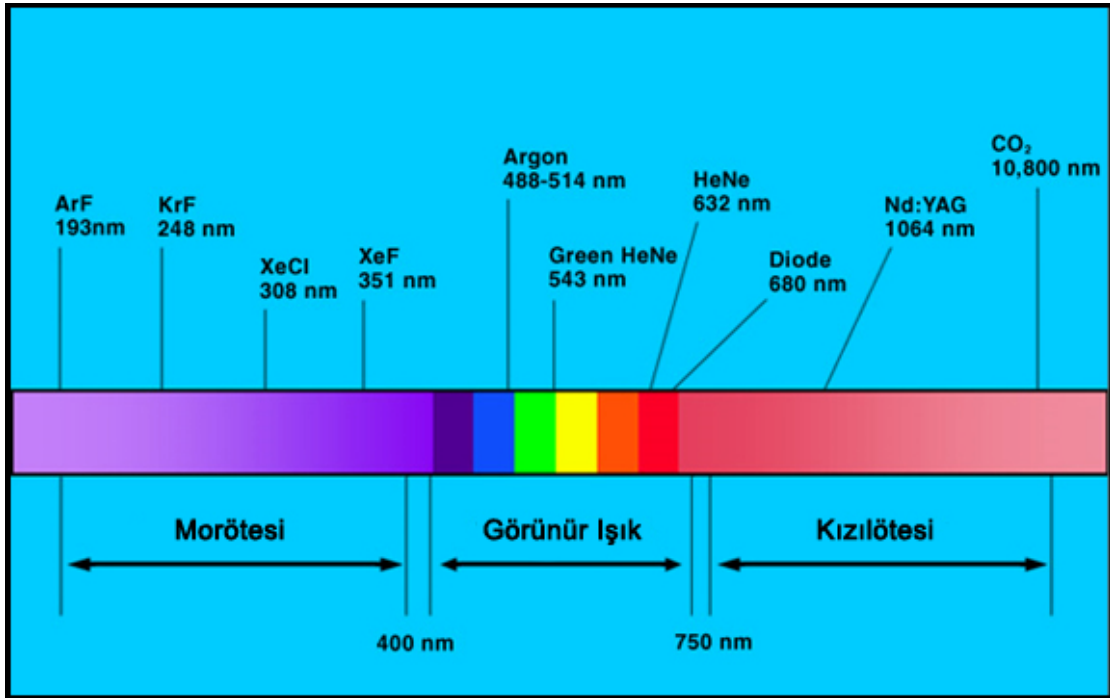 CO₂
10,800 nm
Argon
488-514 nm
HeNe
632 nm
ArF
193nm
KrF
248 nm
Nd:YAG
1064 nm
XeCl
308 nm
XeF
351 nm
Green HeNe
543 nm
Diode
680 nm
Morötesi
Görünür Işık
Kızılötesi
400 nm
750 nm